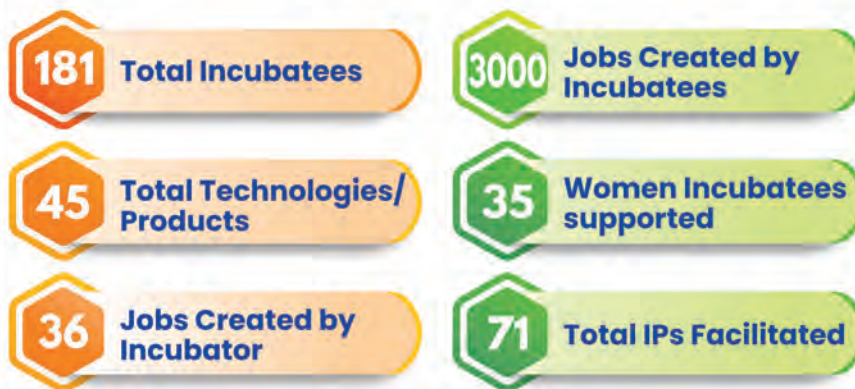 181
Total Incubatees
3000
Jobs Created by
Incubatees
45
Total Technologies/
Products
35
Women Incubatees
supported
36
Jobs Created by
Incubator
71
Total IPs Facilitated